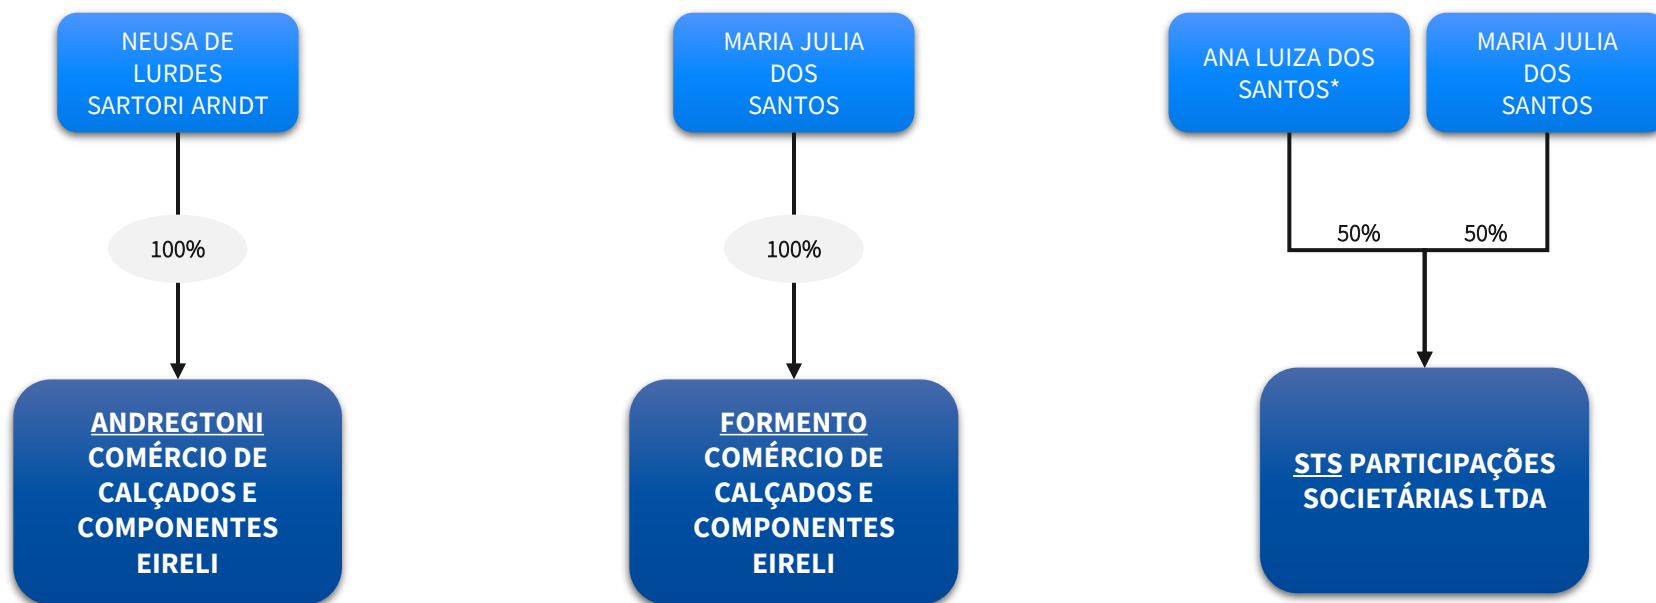 NEUSA DE
LURDES
SARTORI ARNDT
100%
ANDREGTONI
COMÉRCIO DE
CALÇADOS E
COMPONENTES
EIRELI
MARIA JULIA
DOS
SANTOS
100%
FORMENTO
COMÉRCIO DE
CALÇADOS E
COMPONENTES
EIRELI
ANA LUIZA DOS
SANTOS*
MARIA JULIA
DOS
SANTOS
50%
50%
STS PARTICIPAÇÕES
SOCIETÁRIAS LTDA